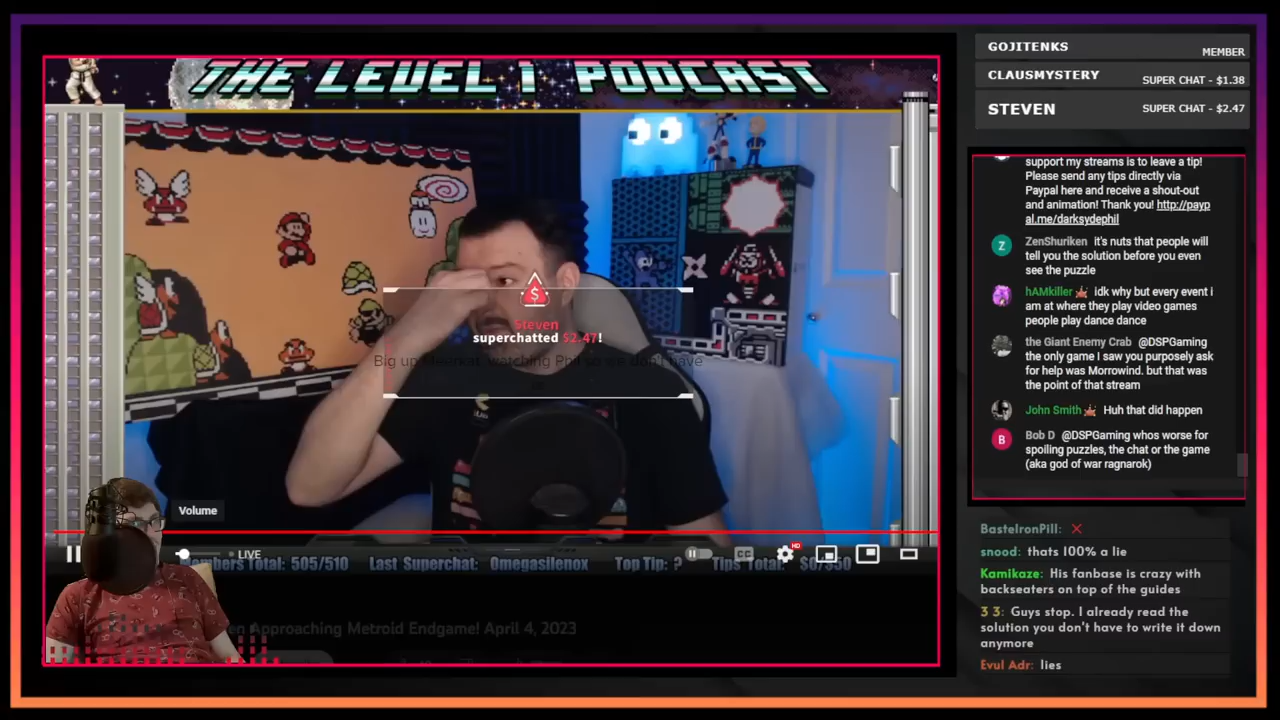 THE LEVEL 1 PODCAST
Steven
superchatted $2.47!
Volume
LIVE
HD
CC
Members Total: 505/510 Last Superchat: Omegasilenox Top Tip: ? Tips Total: $0/$50
Approaching Metroid Endgame! April 4, 2023
GOJITENKS MEMBER
CLAUSMYSTERY SUPER CHAT - $1.38
STEVEN SUPER CHAT - $2.47
support my streams is to leave a tip!
Please send any tips directly via
Paypal here and receive a shout-out
and animation! Thank you! http://payp
al.me/darksydephil
Z ZenShuriken it's nuts that people will
tell you the solution before you even
see the puzzle
hAMkiller idk why but every event i
am at where they play video games
people play dance dance
the Giant Enemy Crab @DSPGaming
the only game I saw you purposely ask
for help was Morrowind. but that was
the point of that stream
John Smith Huh that did happen
B Bob D @DSPGaming whos worse for
spoiling puzzles, the chat or the game
(aka god of war ragnarok)
BasteIronPill:
snood: thats 100% a lie
Kamikaze: His fanbase is crazy with
backseaters on top of the guides
3 3: Guys stop. I already read the
solution you don't have to write it down
anymore
Evul Adr: lies